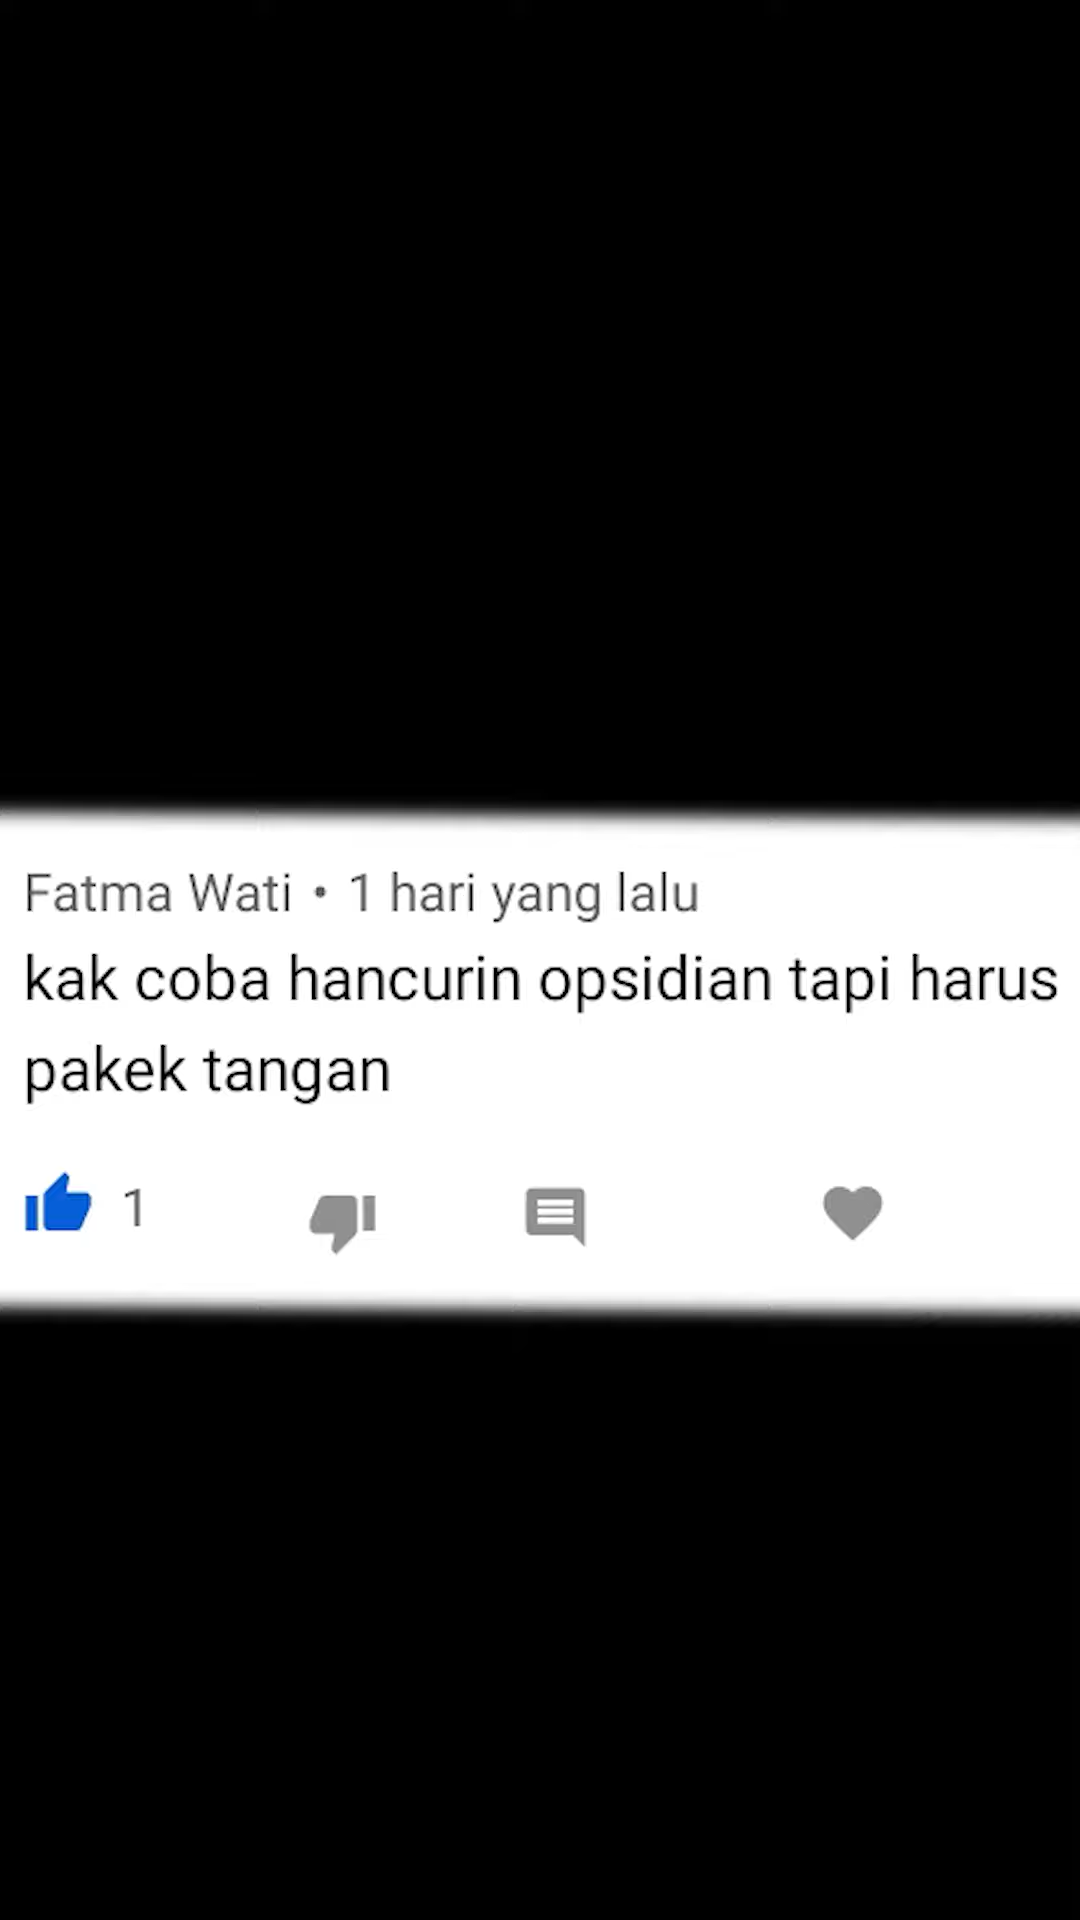 Fatma Wati • 1 hari yang lalu
kak coba hancurin opsidian tapi harus
pakek tangan
1